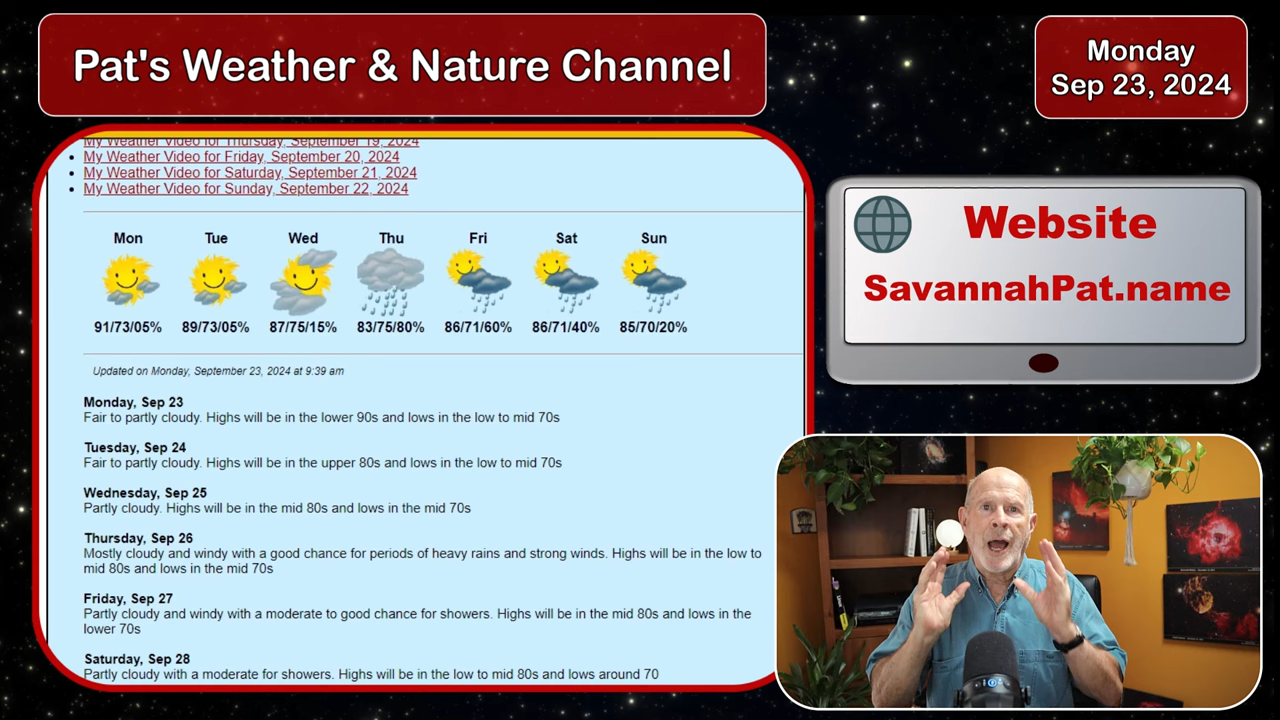 Pat's Weather & Nature Channel
Monday
Sep 23, 2024
My Weather Video for Thursday, September 19, 2024
My Weather Video for Friday, September 20, 2024
My Weather Video for Saturday, September 21, 2024
My Weather Video for Sunday, September 22, 2024
Mon Tue Wed Thu Fri Sat Sun
91/73/05% 89/73/05% 87/75/15% 83/75/80% 86/71/60% 86/71/40% 85/70/20%
Updated on Monday, September 23, 2024 at 9:39 am
Monday, Sep 23
Fair to partly cloudy. Highs will be in the lower 90s and lows in the low to mid 70s
Tuesday, Sep 24
Fair to partly cloudy. Highs will be in the upper 80s and lows in the low to mid 70s
Wednesday, Sep 25
Partly cloudy. Highs will be in the mid 80s and lows in the mid 70s
Thursday, Sep 26
Mostly cloudy and windy with a good chance for periods of heavy rains and strong winds. Highs will be in the low to
mid 80s and lows in the mid 70s
Friday, Sep 27
Partly cloudy and windy with a moderate to good chance for showers. Highs will be in the mid 80s and lows in the
lower 70s
Saturday, Sep 28
Partly cloudy with a moderate for showers. Highs will be in the low to mid 80s and lows around 70
Website
SavannahPat.name